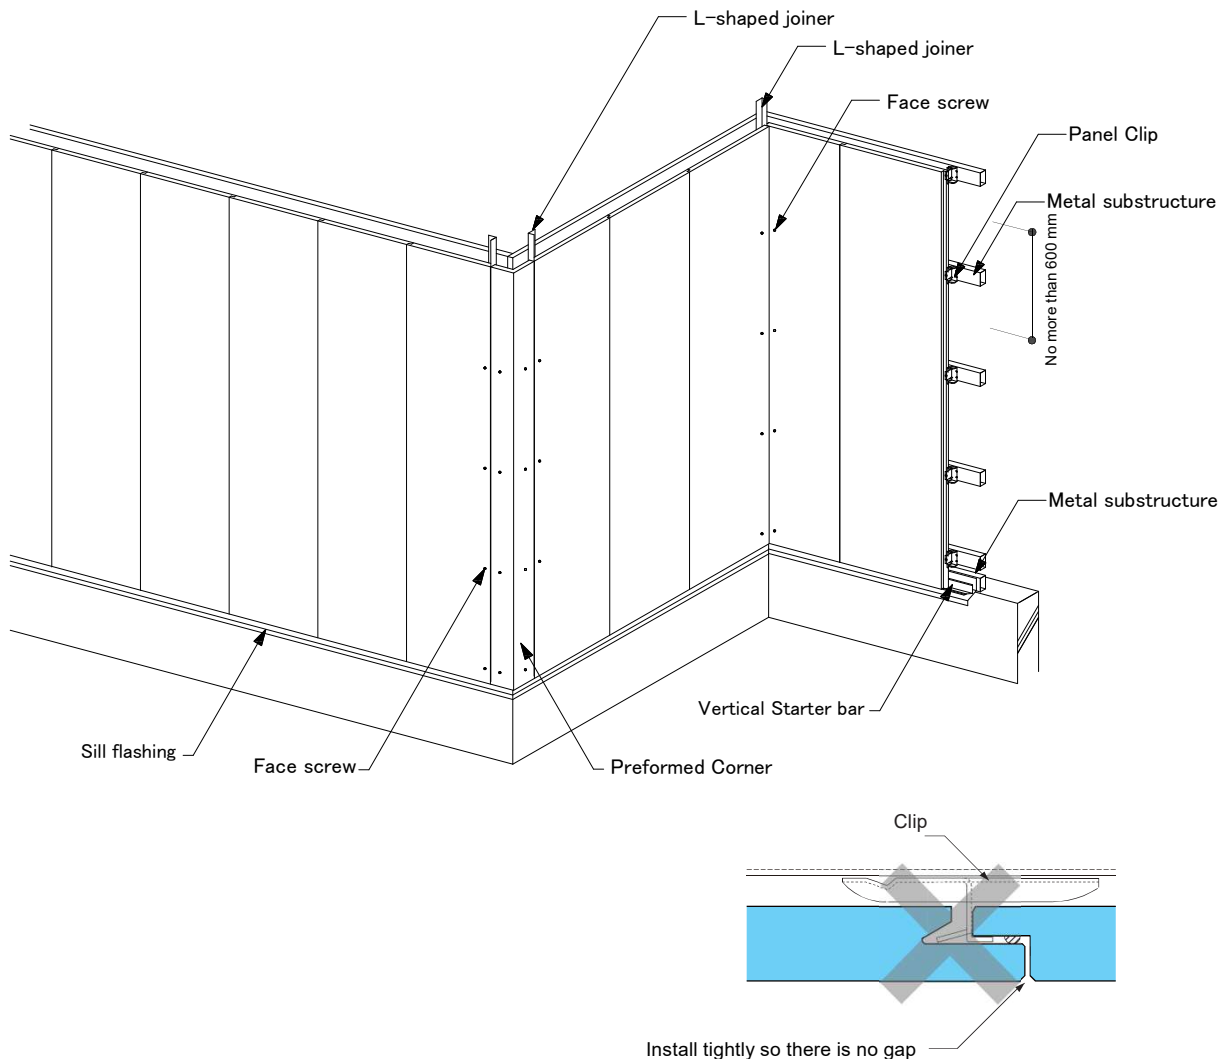 L-shaped joiner
L-shaped joiner
Face screw
Panel Clip
Metal substructure
No more than 600 mm
Metal substructure
Vertical Starter bar
Sill flashing
Face screw
Preformed Corner
Clip
Install tightly so there is no gap